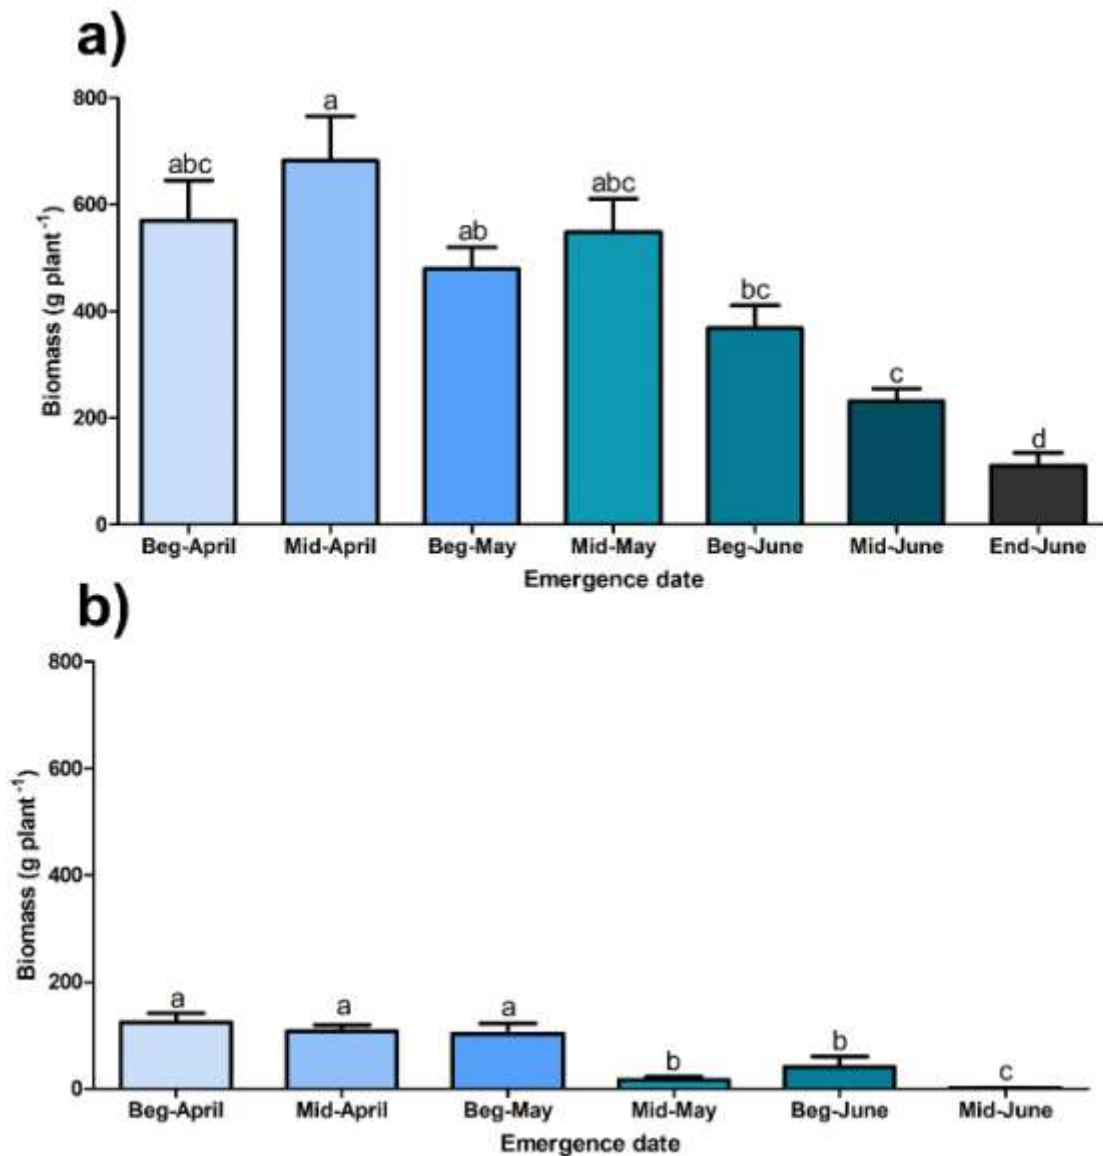 a)
800
600
400
200
0
Biomass (g plant⁻¹)
abc
a
ab
abc
bc
c
d
Beg-April Mid-April Beg-May Mid-May Beg-June Mid-June End-June
Emergence date
b)
800
600
400
200
0
Biomass (g plant⁻¹)
a
a
a
b
b
c
Beg-April Mid-April Beg-May Mid-May Beg-June Mid-June
Emergence date